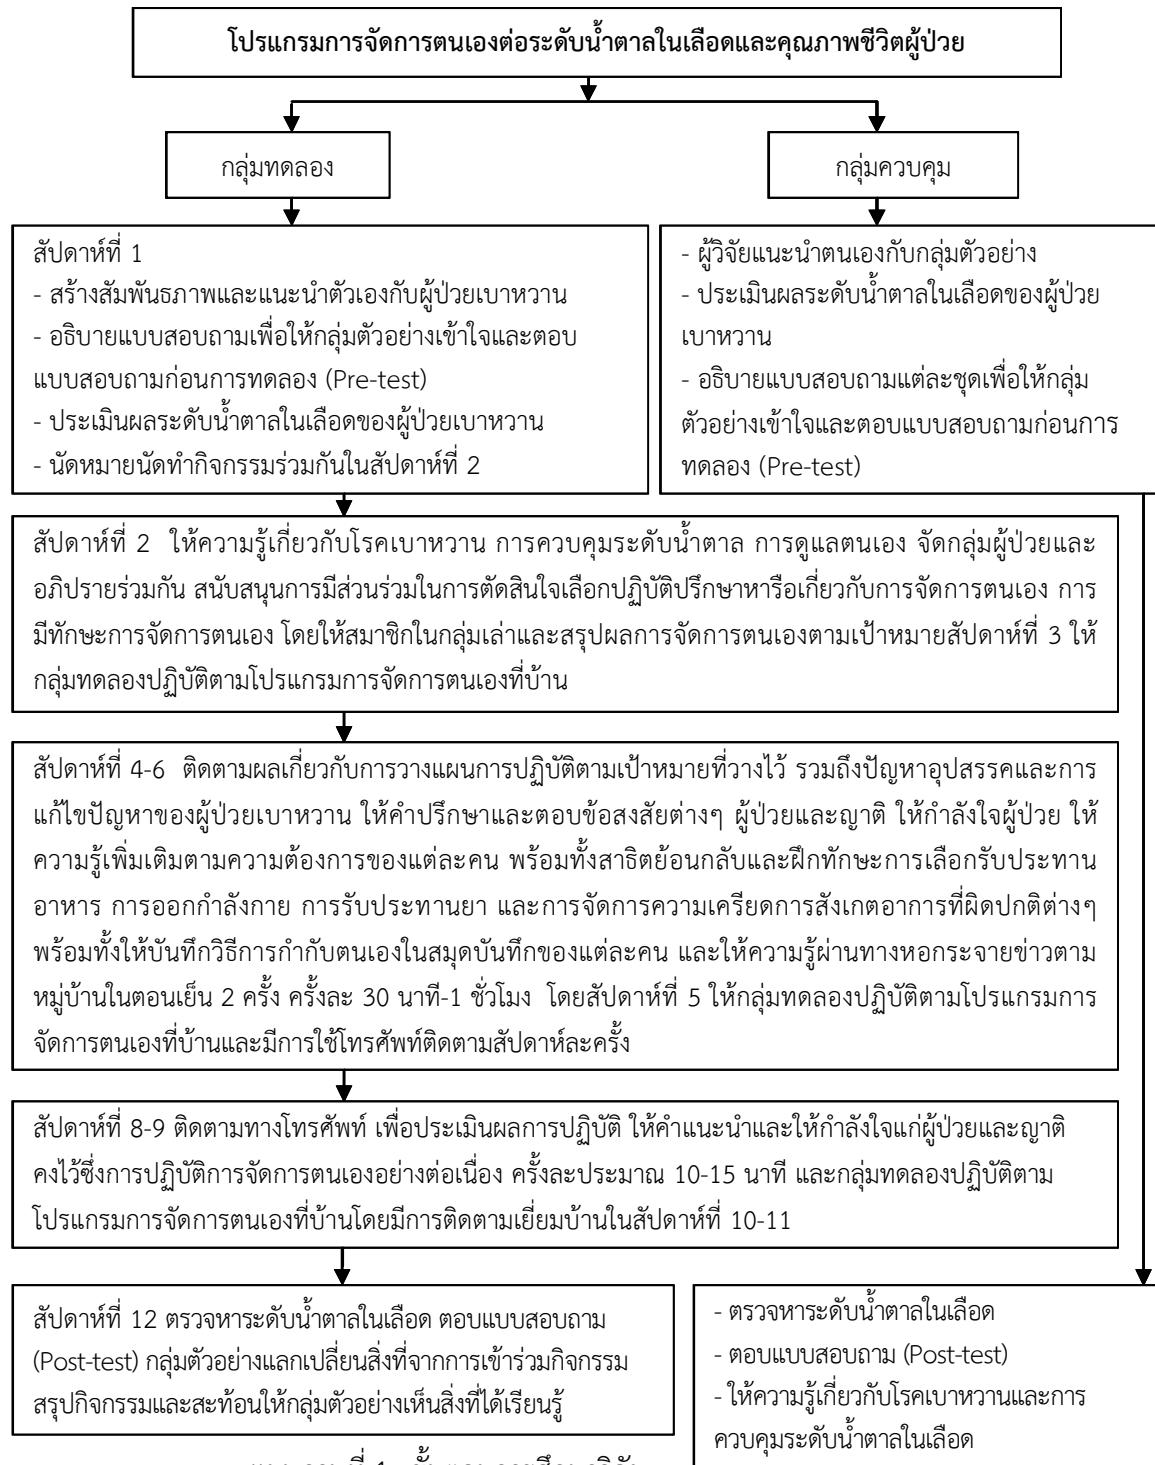 โปรแกรมการจัดการตนเองต่อระดับน้ำตาลในเลือดและคุณภาพชีวิตผู้ป่วย
กลุ่มทดลอง
กลุ่มควบคุม
สัปดาห์ที่ 1
- สร้างสัมพันธภาพและแนะนำตัวเองกับผู้ป่วยเบาหวาน
- อธิบายแบบสอบถามเพื่อให้กลุ่มตัวอย่างเข้าใจและตอบ
แบบสอบถามก่อนการทดลอง (Pre-test)
- ประเมินผลระดับน้ำตาลในเลือดของผู้ป่วยเบาหวาน
- นัดหมายนัดทำกิจกรรมร่วมกันในสัปดาห์ที่ 2
- ผู้วิจัยแนะนำตนเองกับกลุ่มตัวอย่าง
- ประเมินผลระดับน้ำตาลในเลือดของผู้ป่วย
เบาหวาน
- อธิบายแบบสอบถามแต่ละชุดเพื่อให้กลุ่ม
ตัวอย่างเข้าใจและตอบแบบสอบถามก่อนการ
ทดลอง (Pre-test)
สัปดาห์ที่ 2 ให้ความรู้เกี่ยวกับโรคเบาหวาน การควบคุมระดับน้ำตาล การดูแลตนเอง จัดกลุ่มผู้ป่วยและ
อภิปรายร่วมกัน สนับสนุนการมีส่วนร่วมในการตัดสินใจเลือกปฏิบัติปรึกษาหารือเกี่ยวกับการจัดการตนเอง การ
มีทักษะการจัดการตนเอง โดยให้สมาชิกในกลุ่มเล่าและสรุปผลการจัดการตนเองตามเป้าหมายสัปดาห์ที่ 3 ให้
กลุ่มทดลองปฏิบัติตามโปรแกรมการจัดการตนเองที่บ้าน
สัปดาห์ที่ 4-6 ติดตามผลเกี่ยวกับการวางแผนการปฏิบัติตามเป้าหมายที่วางไว้ รวมถึงปัญหาอุปสรรคและการ
แก้ไขปัญหาของผู้ป่วยเบาหวาน ให้คำปรึกษาและตอบข้อสงสัยต่างๆ ผู้ป่วยและญาติ ให้กำลังใจผู้ป่วย ให้
ความรู้เพิ่มเติมตามความต้องการของแต่ละคน พร้อมทั้งสาธิตย้อนกลับและฝึกทักษะการเลือกรับประทาน
อาหาร การออกกำลังกาย การรับประทานยา และการจัดการความเครียดการสังเกตอาการที่ผิดปกติต่างๆ
พร้อมทั้งให้บันทึกวิธีการกำกับตนเองในสมุดบันทึกของแต่ละคน และให้ความรู้ผ่านทางหอกระจายข่าวตาม
หมู่บ้านในตอนเย็น 2 ครั้ง ครั้งละ 30 นาที-1 ชั่วโมง โดยสัปดาห์ที่ 5 ให้กลุ่มทดลองปฏิบัติตามโปรแกรมการ
จัดการตนเองที่บ้านและมีการใช้โทรศัพท์ติดตามสัปดาห์ละครั้ง
สัปดาห์ที่ 8-9 ติดตามทางโทรศัพท์ เพื่อประเมินผลการปฏิบัติ ให้คำแนะนำและให้กำลังใจแก่ผู้ป่วยและญาติ
คงไว้ซึ่งการปฏิบัติการจัดการตนเองอย่างต่อเนื่อง ครั้งละประมาณ 10-15 นาที และกลุ่มทดลองปฏิบัติตาม
โปรแกรมการจัดการตนเองที่บ้านโดยมีการติดตามเยี่ยมบ้านในสัปดาห์ที่ 10-11
สัปดาห์ที่ 12 ตรวจหาระดับน้ำตาลในเลือด ตอบแบบสอบถาม
(Post-test) กลุ่มตัวอย่างแลกเปลี่ยนสิ่งที่จากการเข้าร่วมกิจกรรม
สรุปกิจกรรมและสะท้อนให้กลุ่มตัวอย่างเห็นสิ่งที่ได้เรียนรู้
- ตรวจหาระดับน้ำตาลในเลือด
- ตอบแบบสอบถาม (Post-test)
- ให้ความรู้เกี่ยวกับโรคเบาหวานและการ
ควบคุมระดับน้ำตาลในเลือด